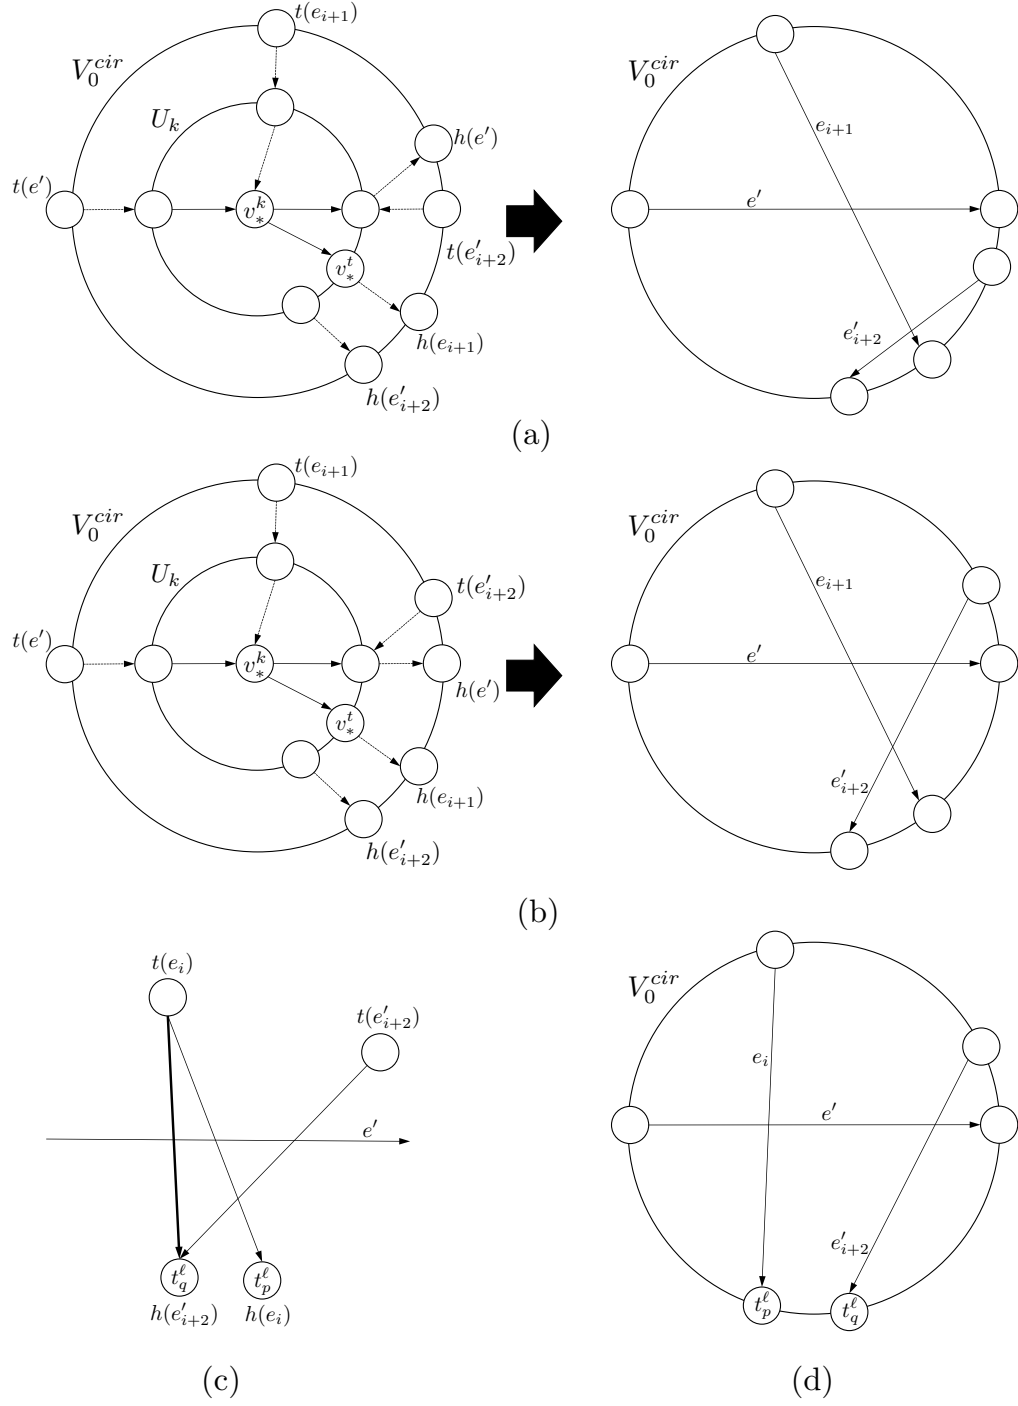 t(e_{i+1})
V_0^{cir}
V_0^{cir}
U_k
h(e')
e_{i+1}
t(e')
v_*^k
e'
t(e'_{i+2})
v_*^t
e'_{i+2}
h(e_{i+1})
h(e'_{i+2})
(a)
t(e_{i+1})
V_0^{cir}
V_0^{cir}
U_k
t(e'_{i+2})
e_{i+1}
t(e')
v_*^k
e'
h(e')
v_*^t
e'_{i+2}
h(e_{i+1})
h(e'_{i+2})
(b)
t(e_i)
V_0^{cir}
t(e'_{i+2})
e_i
e'
e'
e'_{i+2}
t_q^ℓ
t_p^ℓ
t_p^ℓ
t_q^ℓ
h(e'_{i+2})
h(e_i)
(c)
(d)